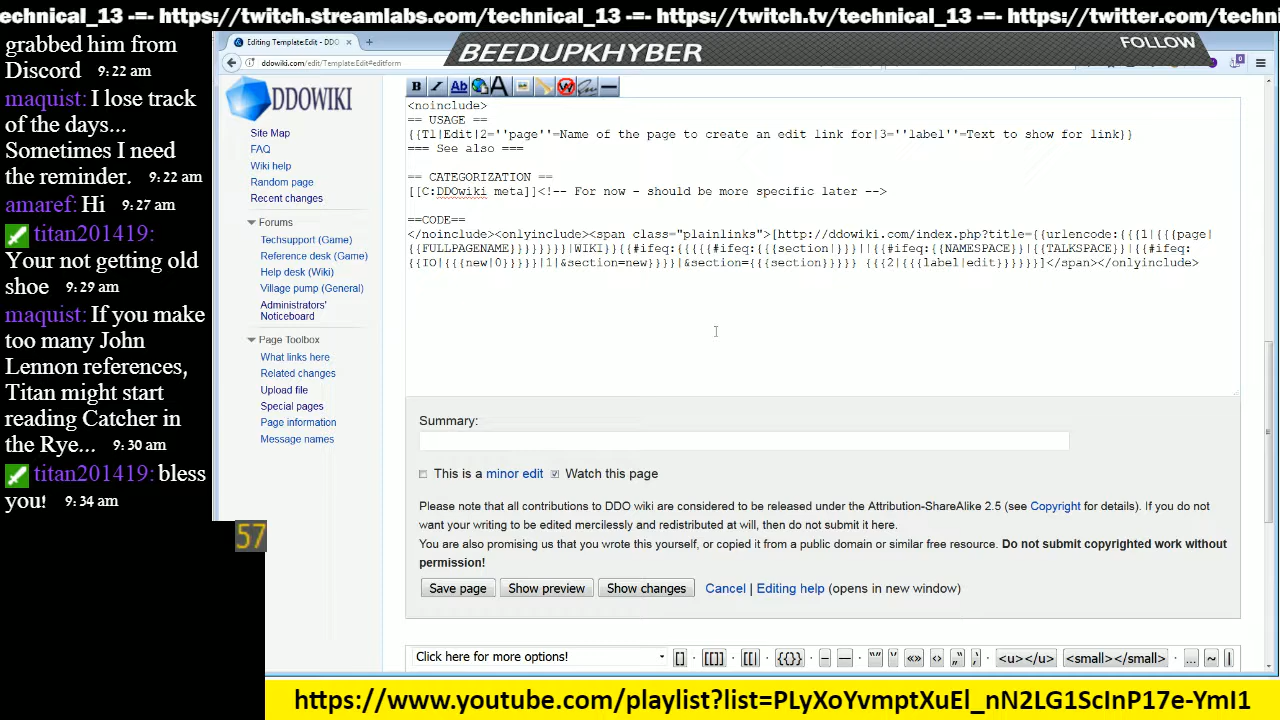 technical_13 -=- https://twitch.streamlabs.com/technical_13 -=- https://twitch.tv/technical_13 -=- https://twitter.com/techni
grabbed him from
Discord 9:22 am
maquist: I lose track
of the days...
Sometimes I need
the reminder. 9:22 am
amaref: Hi 9:27 am
titan201419:
Your not getting old
shoe 9:29 am
maquist: If you make
too many John
Lennon references,
Titan might start
reading Catcher in
the Rye... 9:30 am
titan201419: bless
you! 9:34 am
57
Editing Template:Edit - DDO
BEEDUPKHYBER
FOLLOW
ddowiki.com/edit/Template:Edit#editform
DDOWIKI
Site Map
FAQ
Wiki help
Random page
Recent changes
Forums
Techsupport (Game)
Reference desk (Game)
Help desk (Wiki)
Village pump (General)
Administrators'
Noticeboard
Page Toolbox
What links here
Related changes
Upload file
Special pages
Page information
Message names
B I Ab A W
<noinclude>
== USAGE ==
{{Tl|Edit|2=''page''=Name of the page to create an edit link for|3=''label''=Text to show for link}}
=== See also ===
== CATEGORIZATION ==
[[C:DDOwiki meta]]<!-- For now - should be more specific later -->
==CODE==
</noinclude><onlyinclude><span class="plainlinks">[http://ddowiki.com/index.php?title={{urlencode:{{{1|{{{page|
{{FULLPAGENAME}}}}}}}}|WIKI}}{{#ifeq:{{{{{#ifeq:{{{section|}}}||{{#ifeq:{{NAMESPACE}}|{{TALKSPACE}}|{{#ifeq:
{{TO|{{{new|0}}}}}|1|&section=new}}}}|&section={{{section}}}}} {{{2|{{{label|edit}}}}}}]</span></onlyinclude>
Summary:
This is a minor edit Watch this page
Please note that all contributions to DDO wiki are considered to be released under the Attribution-ShareAlike 2.5 (see Copyright for details). If you do not
want your writing to be edited mercilessly and redistributed at will, then do not submit it here.
You are also promising us that you wrote this yourself, or copied it from a public domain or similar free resource. Do not submit copyrighted work without
permission!
Save page Show preview Show changes Cancel | Editing help (opens in new window)
Click here for more options! [] · [[]] · [[| · {{}} · – · — · “” · ‘’ · «» · ‹› · „“ · ‚‘ · <u></u> · <small></small> · ... · ~ · |
https://www.youtube.com/playlist?list=PLyXoYvmptXuEl_nN2LG1ScInP17e-YmI1